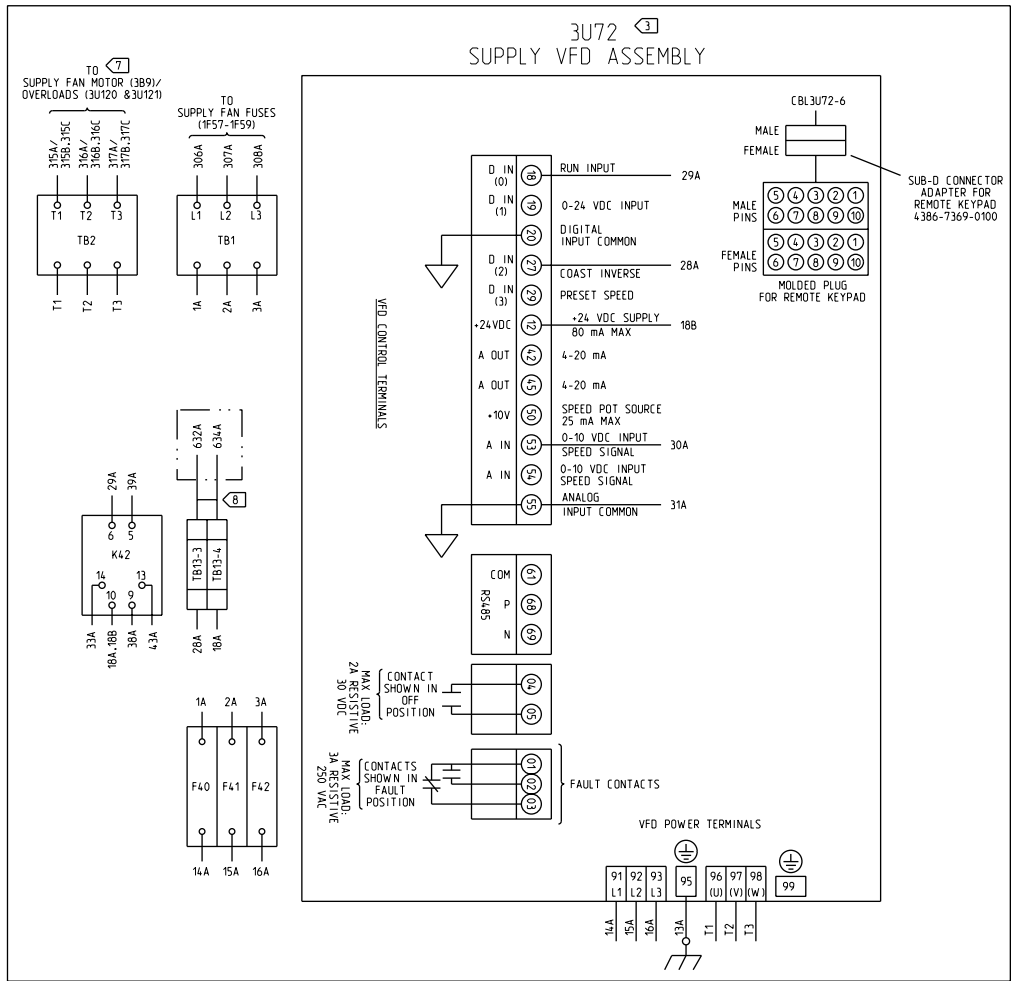 3U72 3
SUPPLY VFD ASSEMBLY
TO 7
SUPPLY FAN MOTOR (3B9)/
OVERLOADS (3U120 &3U121)
315A/
315B,315C
316A/
316B,316C
317A/
317B,317C
T1 T2 T3
TB2
T1 T2 T3
TO
SUPPLY FAN FUSES
(1F57-1F59)
306A 307A 308A
L1 L2 L3
TB1
1A 2A 3A
632A 634A
8
TB13-3 TB13-4
28A 18A
29A 39A
6 5
K42
14 13
10 9
33A 18A,18B 38A 43A
1A 2A 3A
F40 F41 F42
14A 15A 16A
VFD CONTROL TERMINALS
D IN
(0) 18 RUN INPUT 29A
D IN
(1) 19 0-24 VDC INPUT
20 DIGITAL
INPUT COMMON
D IN
(2) 27 COAST INVERSE 28A
D IN
(3) 29 PRESET SPEED
+24VDC 12 +24 VDC SUPPLY
80 mA MAX 18B
A OUT 42 4-20 mA
A OUT 45 4-20 mA
+10V 50 SPEED POT SOURCE
25 mA MAX
A IN 53 0-10 VDC INPUT
SPEED SIGNAL 30A
A IN 54 0-10 VDC INPUT
SPEED SIGNAL
55 ANALOG
INPUT COMMON 31A
RS485
COM 61
P 68
N 69
MAX LOAD:
2A RESISTIVE
30 VDC
CONTACT
SHOWN IN
OFF
POSITION
04
05
MAX LOAD:
3A RESISTIVE
250 VAC
CONTACTS
SHOWN IN
FAULT
POSITION
01
02
03
FAULT CONTACTS
CBL3U72-6
MALE
FEMALE
SUB-D CONNECTOR
ADAPTER FOR
REMOTE KEYPAD
4386-7369-0100
MALE
PINS
5 4 3 2 1
6 7 8 9 10
FEMALE
PINS
5 4 3 2 1
6 7 8 9 10
MOLDED PLUG
FOR REMOTE KEYPAD
VFD POWER TERMINALS
91 92 93 95 96 97 98 99
L1 L2 L3 (U) (V) (W)
14A 15A 16A 13A T1 T2 T3